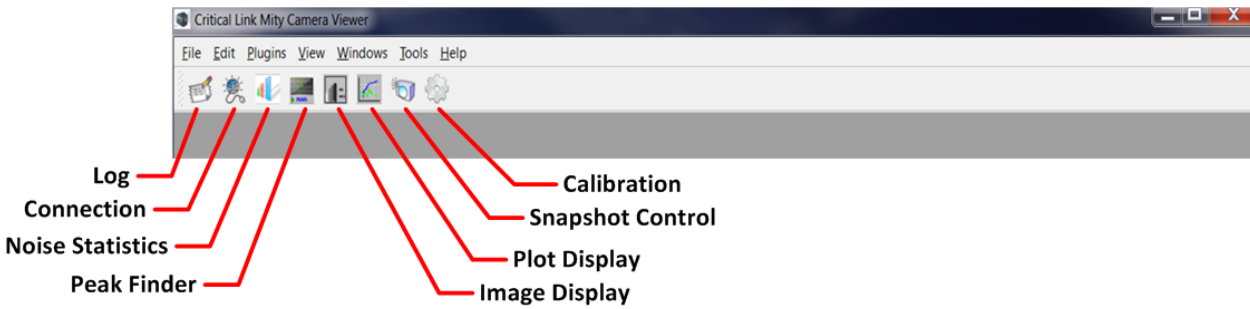 Critical Link Mity Camera Viewer
File Edit Plugins View Windows Tools Help
Log
Connection
Noise Statistics
Peak Finder
Calibration
Snapshot Control
Plot Display
Image Display